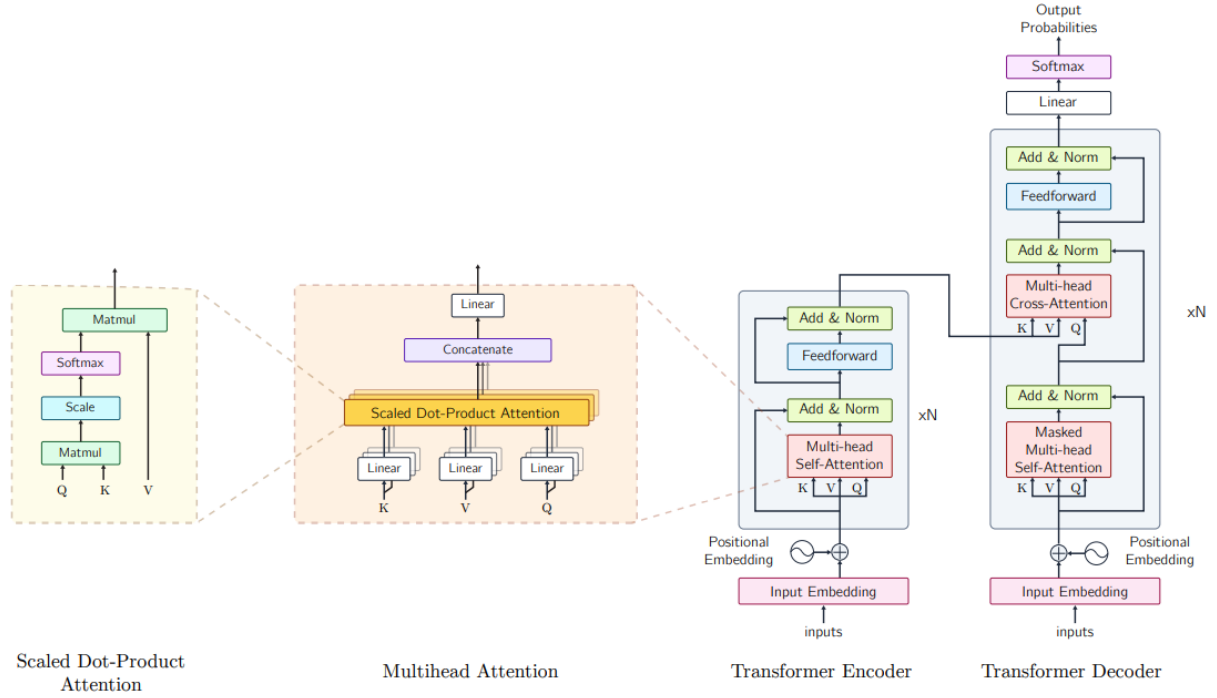 Matmul
Softmax
Scale
Matmul
Q
K
V
Scaled Dot-Product
Attention
Linear
Concatenate
Scaled Dot-Product Attention
Linear
Linear
Linear
K
V
Q
Multihead Attention
Add & Norm
Feedforward
Add & Norm
xN
Multi-head
Self-Attention
K
V
Q
Positional
Embedding
Input Embedding
inputs
Transformer Encoder
Output
Probabilities
Softmax
Linear
Add & Norm
Feedforward
Add & Norm
Multi-head
Cross-Attention
K
V
Q
xN
Add & Norm
Masked
Multi-head
Self-Attention
K
V
Q
Positional
Embedding
Input Embedding
inputs
Transformer Decoder